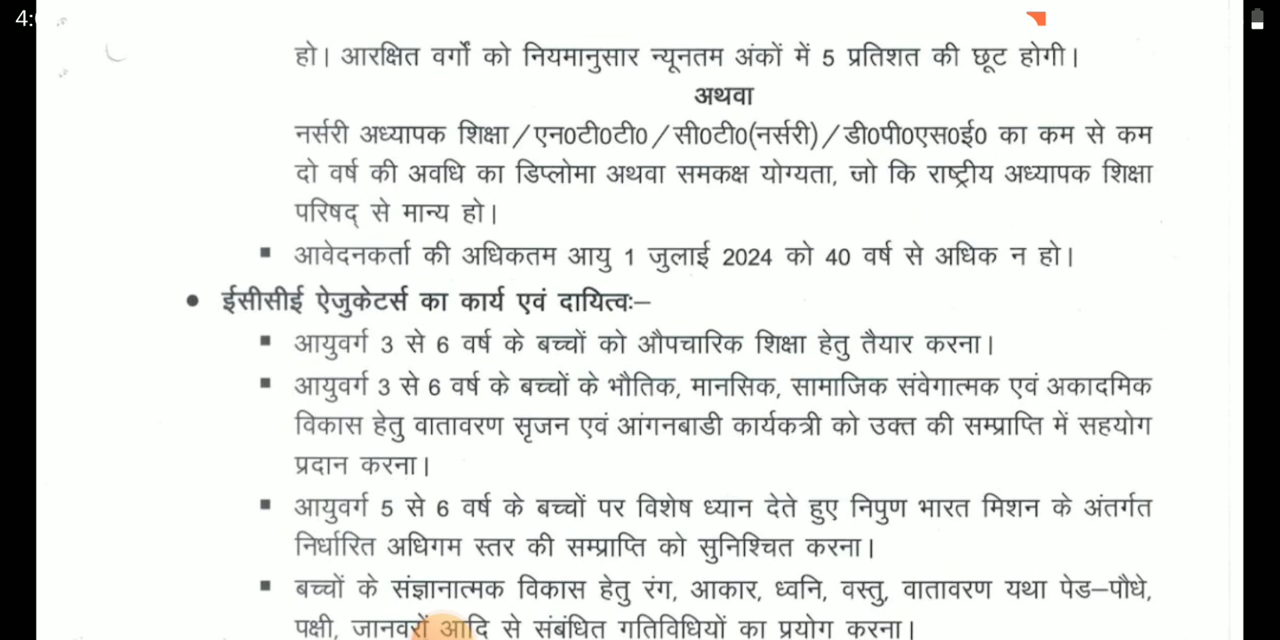 4:
हो। आरक्षित वर्गों को नियमानुसार न्यूनतम अंकों में 5 प्रतिशत की छूट होगी।
अथवा
नर्सरी अध्यापक शिक्षा/एन0टी0टी0/सी0टी0(नर्सरी)/डी0पी0एस0ई0 का कम से कम
दो वर्ष की अवधि का डिप्लोमा अथवा समकक्ष योग्यता, जो कि राष्ट्रीय अध्यापक शिक्षा
परिषद् से मान्य हो।
▪ आवेदनकर्ता की अधिकतम आयु 1 जुलाई 2024 को 40 वर्ष से अधिक न हो।
• ईसीसीई ऐजुकेटर्स का कार्य एवं दायित्वः–
▪ आयुवर्ग 3 से 6 वर्ष के बच्चों को औपचारिक शिक्षा हेतु तैयार करना।
▪ आयुवर्ग 3 से 6 वर्ष के बच्चों के भौतिक, मानसिक, सामाजिक संवेगात्मक एवं अकादमिक
विकास हेतु वातावरण सृजन एवं आंगनबाडी कार्यकत्री को उक्त की सम्प्राप्ति में सहयोग
प्रदान करना।
▪ आयुवर्ग 5 से 6 वर्ष के बच्चों पर विशेष ध्यान देते हुए निपुण भारत मिशन के अंतर्गत
निर्धारित अधिगम स्तर की सम्प्राप्ति को सुनिश्चित करना।
▪ बच्चों के संज्ञानात्मक विकास हेतु रंग, आकार, ध्वनि, वस्तु, वातावरण यथा पेड–पौधे,
पक्षी, जानवरों आदि से संबंधित गतिविधियों का प्रयोग करना।